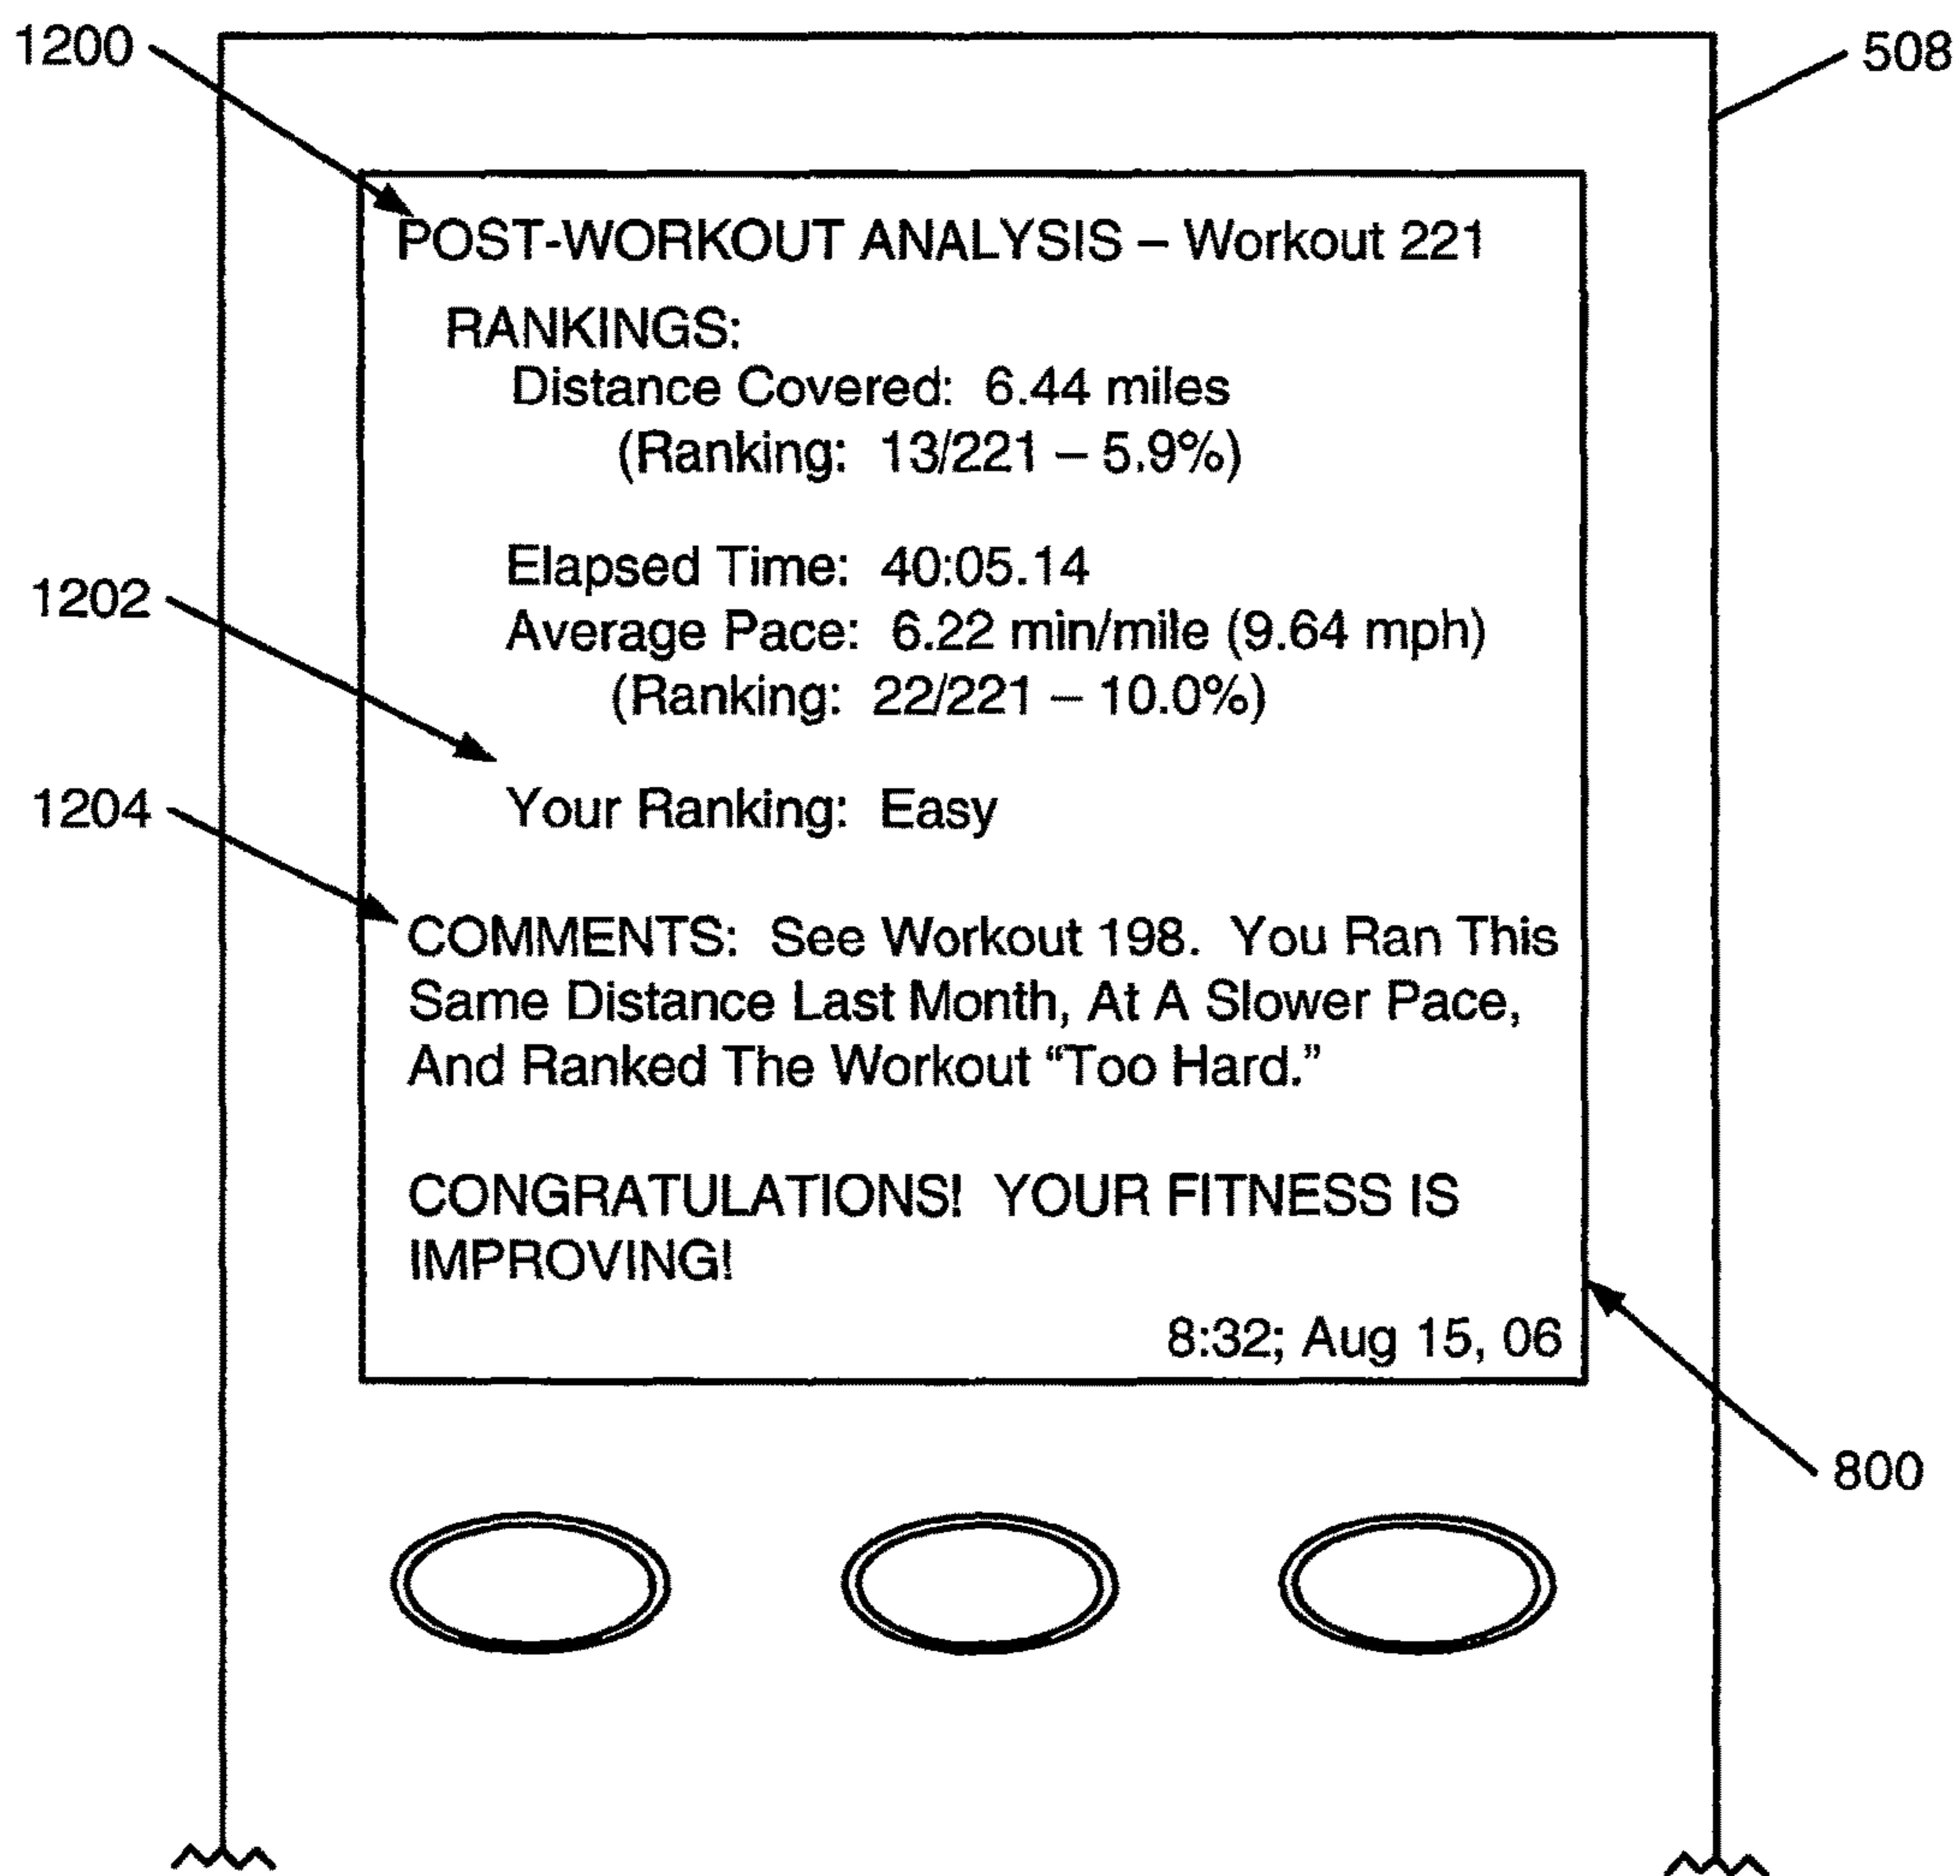 1200
508
POST-WORKOUT ANALYSIS – Workout 221
RANKINGS:
Distance Covered: 6.44 miles
(Ranking: 13/221 – 5.9%)
Elapsed Time: 40:05.14
1202
Average Pace: 6.22 min/mile (9.64 mph)
(Ranking: 22/221 – 10.0%)
Your Ranking: Easy
1204
COMMENTS: See Workout 198. You Ran This
Same Distance Last Month, At A Slower Pace,
And Ranked The Workout “Too Hard.”
CONGRATULATIONS! YOUR FITNESS IS
IMPROVING!
8:32; Aug 15, 06
800